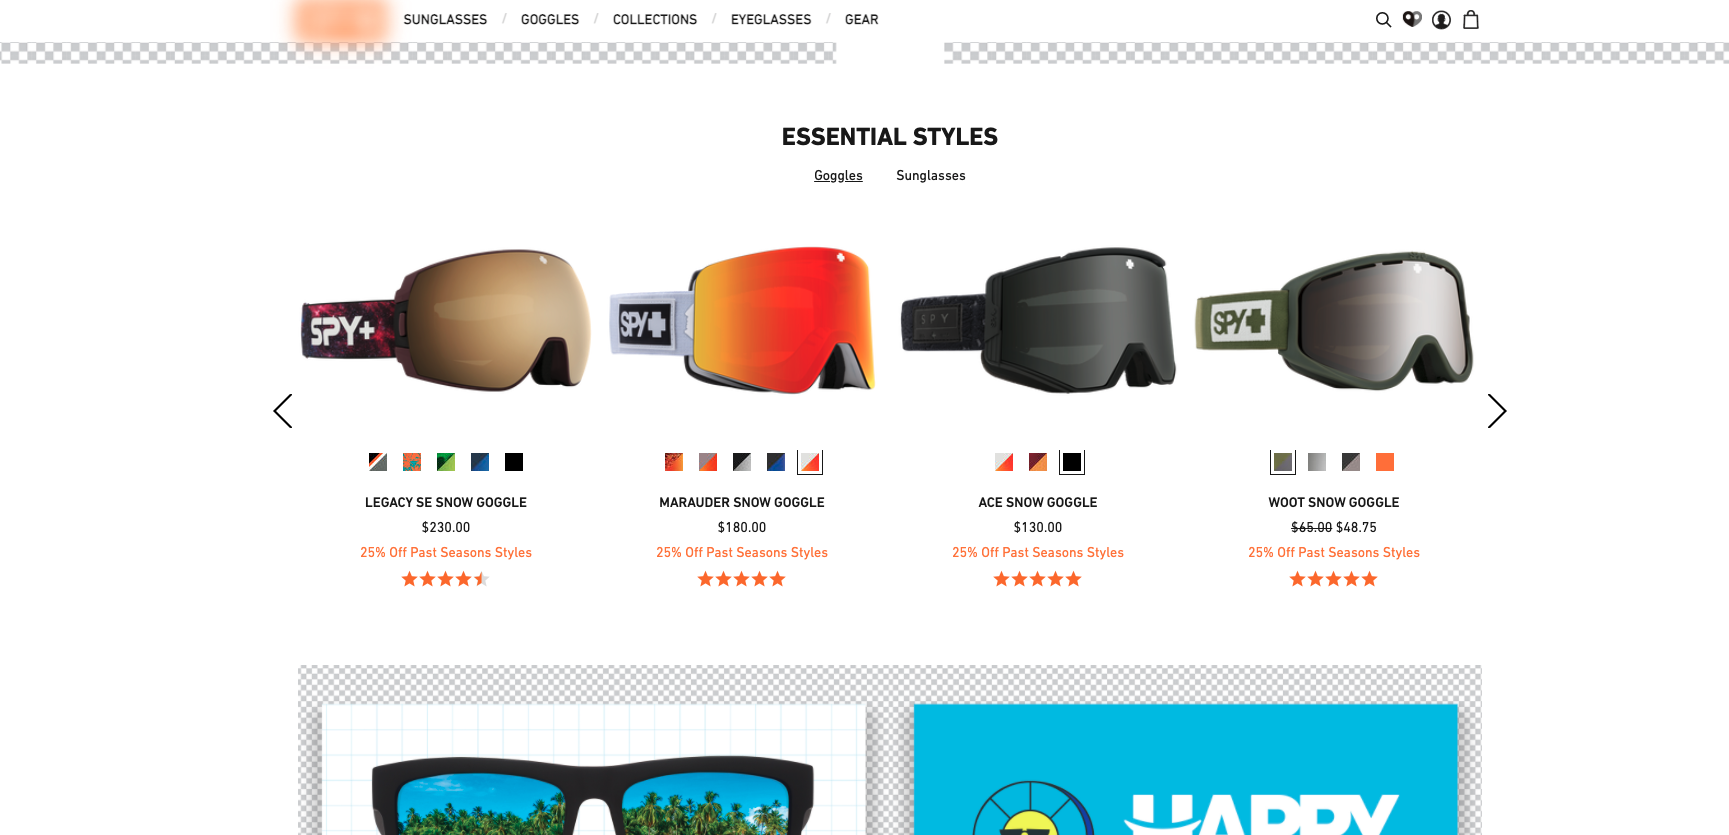 SUNGLASSES / GOGGLES / COLLECTIONS / EYEGLASSES / GEAR
ESSENTIAL STYLES
Goggles Sunglasses
SPY+
SPY+
SPY
+
SPY+
LEGACY SE SNOW GOGGLE
$230.00
25% Off Past Seasons Styles
MARAUDER SNOW GOGGLE
$180.00
25% Off Past Seasons Styles
ACE SNOW GOGGLE
$130.00
25% Off Past Seasons Styles
WOOT SNOW GOGGLE
$65.00 $48.75
25% Off Past Seasons Styles
HAPPY